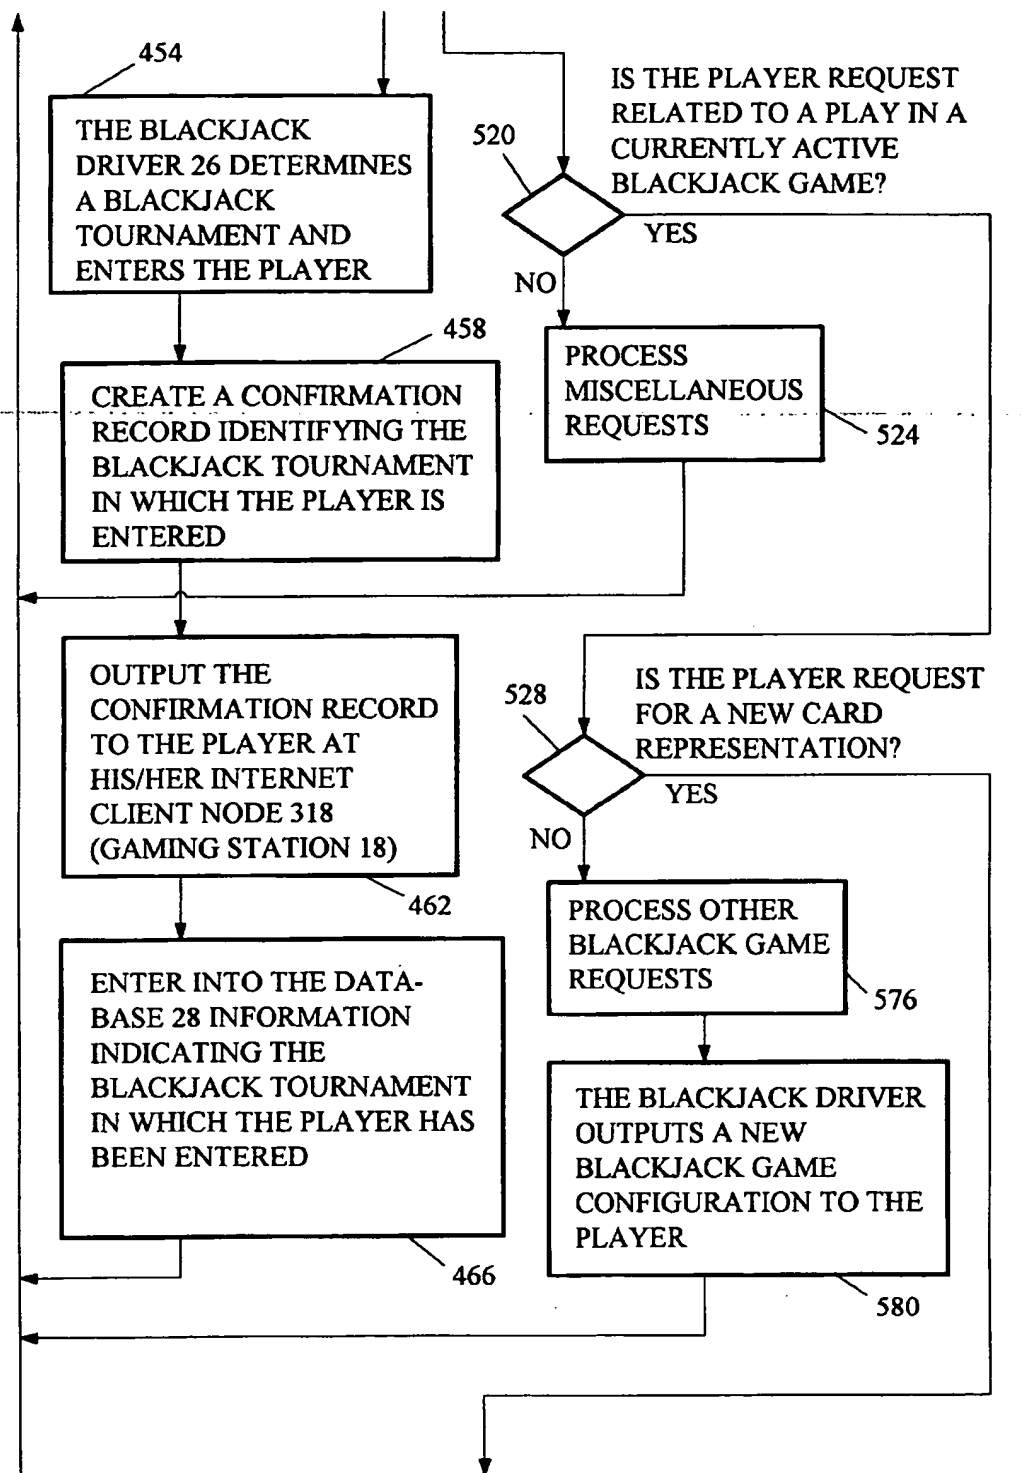 454
THE BLACKJACK
DRIVER 26 DETERMINES
A BLACKJACK
TOURNAMENT AND
ENTERS THE PLAYER
IS THE PLAYER REQUEST
RELATED TO A PLAY IN A
CURRENTLY ACTIVE
BLACKJACK GAME?
520
YES
NO
458
CREATE A CONFIRMATION
RECORD IDENTIFYING THE
BLACKJACK TOURNAMENT
IN WHICH THE PLAYER IS
ENTERED
PROCESS
MISCELLANEOUS
REQUESTS
524
OUTPUT THE
CONFIRMATION RECORD
TO THE PLAYER AT
HIS/HER INTERNET
CLIENT NODE 318
(GAMING STATION 18)
462
IS THE PLAYER REQUEST
FOR A NEW CARD
REPRESENTATION?
528
YES
NO
ENTER INTO THE DATA-
BASE 28 INFORMATION
INDICATING THE
BLACKJACK TOURNAMENT
IN WHICH THE PLAYER HAS
BEEN ENTERED
466
PROCESS OTHER
BLACKJACK GAME
REQUESTS
576
THE BLACKJACK DRIVER
OUTPUTS A NEW
BLACKJACK GAME
CONFIGURATION TO THE
PLAYER
580